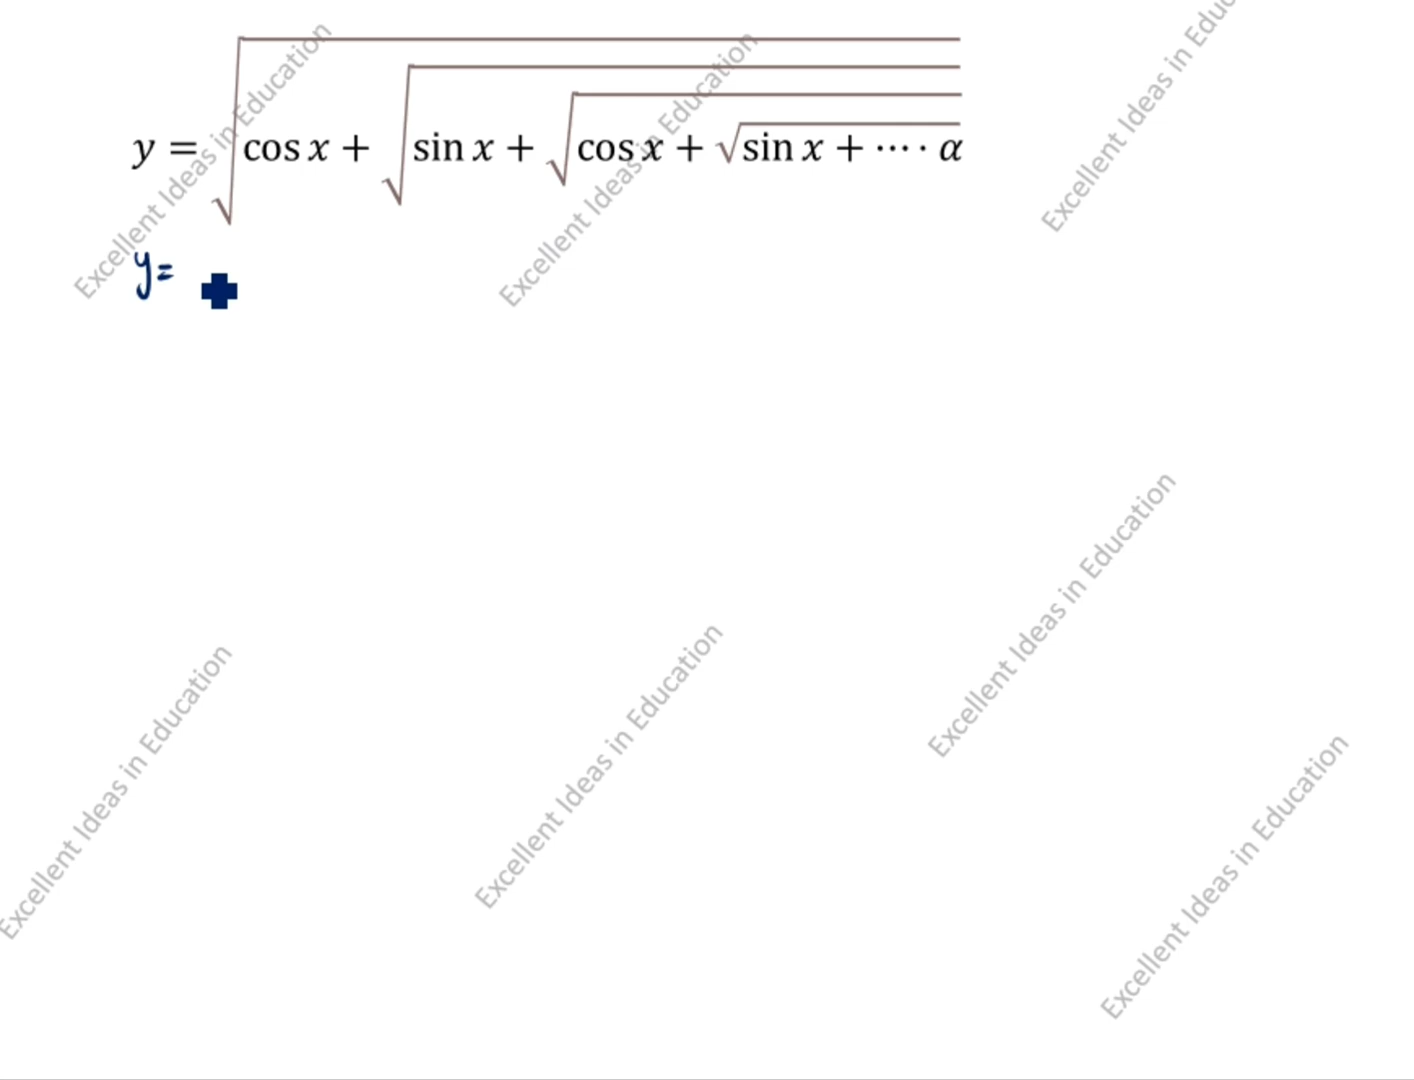 y = √cos x + √sin x + √cos x + √sin x + ···· α
y=
Excellent Ideas in Education
Excellent Ideas in Education
Excellent Ideas in Educ
Excellent Ideas in Education
Excellent Ideas in Education
Excellent Ideas in Education
Excellent Ideas in Education